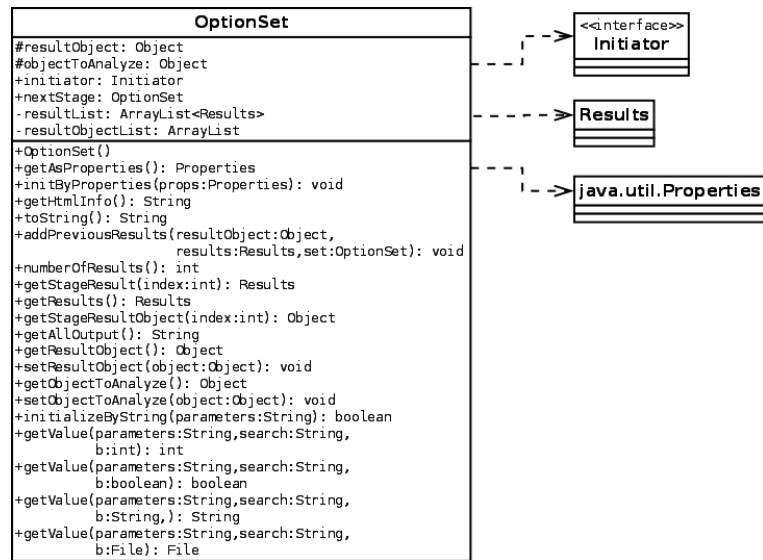 OptionSet
#resultObject: Object
#objectToAnalyze: Object
+initiator: Initiator
+nextStage: OptionSet
-resultList: ArrayList<Results>
-resultObjectList: ArrayList
+OptionSet()
+getAsProperties(): Properties
+initByProperties(props:Properties): void
+getHtmlInfo(): String
+toString(): String
+addPreviousResults(resultObject:Object,
results:Results,set:OptionSet): void
+numberOfResults(): int
+getStageResult(index:int): Results
+getResults(): Results
+getStageResultObject(index:int): Object
+getAllOutput(): String
+getResultObject(): Object
+setResultObject(object:Object): void
+getObjectToAnalyze(): Object
+setObjectToAnalyze(object:Object): void
+initializeByString(parameters:String): boolean
+getValue(parameters:String,search:String,
b:int): int
+getValue(parameters:String,search:String,
b:boolean): boolean
+getValue(parameters:String,search:String,
b:String,): String
+getValue(parameters:String,search:String,
b:File): File
<<interface>>
Initiator
Results
java.util.Properties